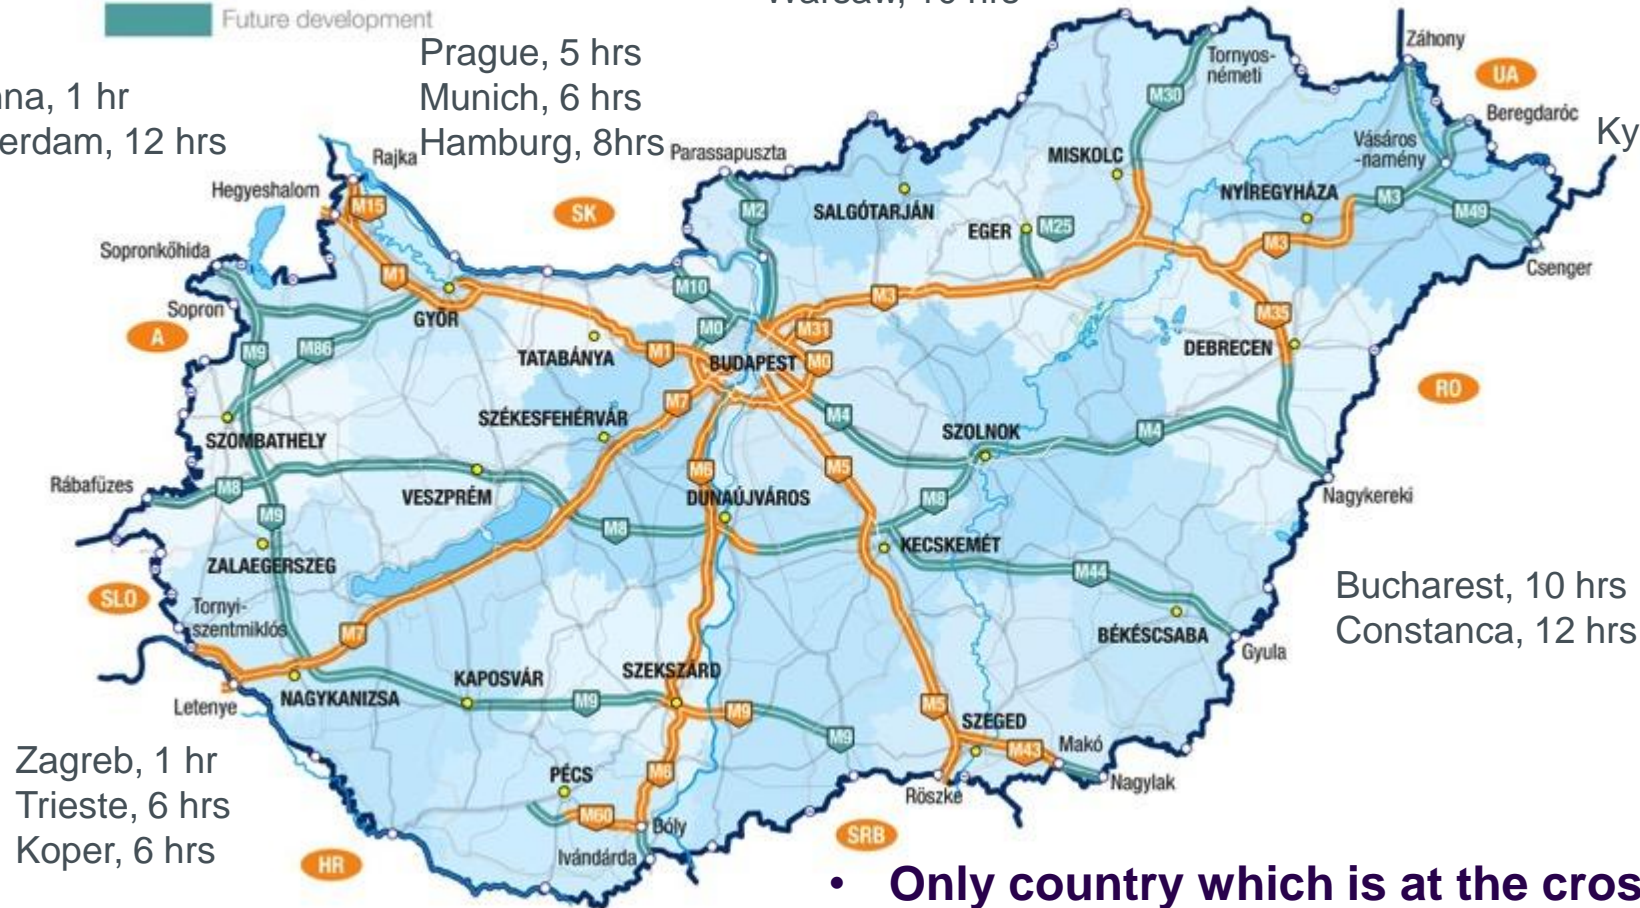 Future development
Prague, 5 hrs
Munich, 6 hrs
Hamburg, 8hrs
1 hr
12 hrs
Záhony
UA
Tornyos-
németi
M30
Beregdaróc
Vásáros
-namény
Rajka
Parassapuszta
MISKOLC
Hegyeshalom
M15
SK
M2
SALGÓTARJÁN
NYÍREGYHÁZA
M3
M49
EGER
M25
M3
Sopronkőhida
M1
M10
M3
Csenger
Sopron
GYŐR
M0
M31
M35
A
M9
M86
TATABÁNYA
M1
BUDAPEST
M0
DEBRECEN
RO
M7
SZÉKESFEHÉRVÁR
M4
SZOLNOK
M4
SZOMBATHELY
M6
M5
Rábafüzes
M8
VESZPRÉM
DUNAÚJVÁROS
M8
Nagykereki
M9
M8
KECSKEMÉT
ZALAEGERSZEG
M44
SLO
Tornyi-
szentmiklós
M7
BÉKÉSCSABA
Gyula
Bucharest, 10 hrs
Constanca, 12 hrs
KAPOSVÁR
SZEKSZÁRD
Letenye
NAGYKANIZSA
M9
M9
M9
M5
SZEGED
M43
Makó
Nagylak
Röszke
Zagreb, 1 hr
Trieste, 6 hrs
Koper, 6 hrs
PÉCS
M6
M60
Bóly
Ivándárda
HR
SRB
• Only country which is at the